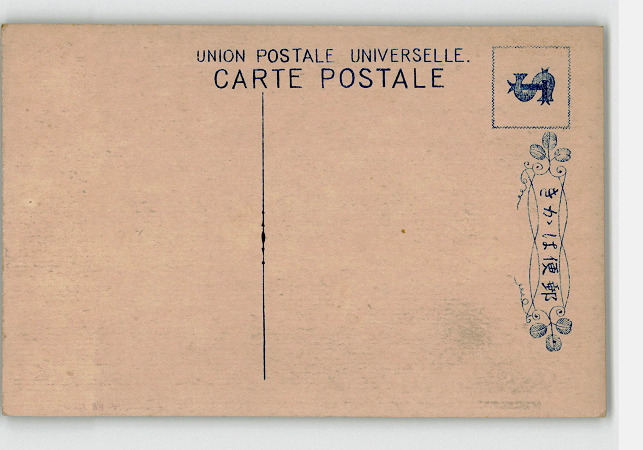 UNION POSTALE UNIVERSELLE.
CARTE POSTALE
きかは便郵